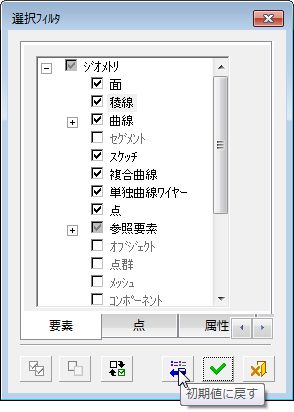 選択フィルタ
ジオメトリ
面
稜線
曲線
セグメント
スケッチ
複合曲線
単独曲線ワイヤー
点
参照要素
オブジェクト
点群
メッシュ
コンポーネント
要素
点
属性
初期値に戻す